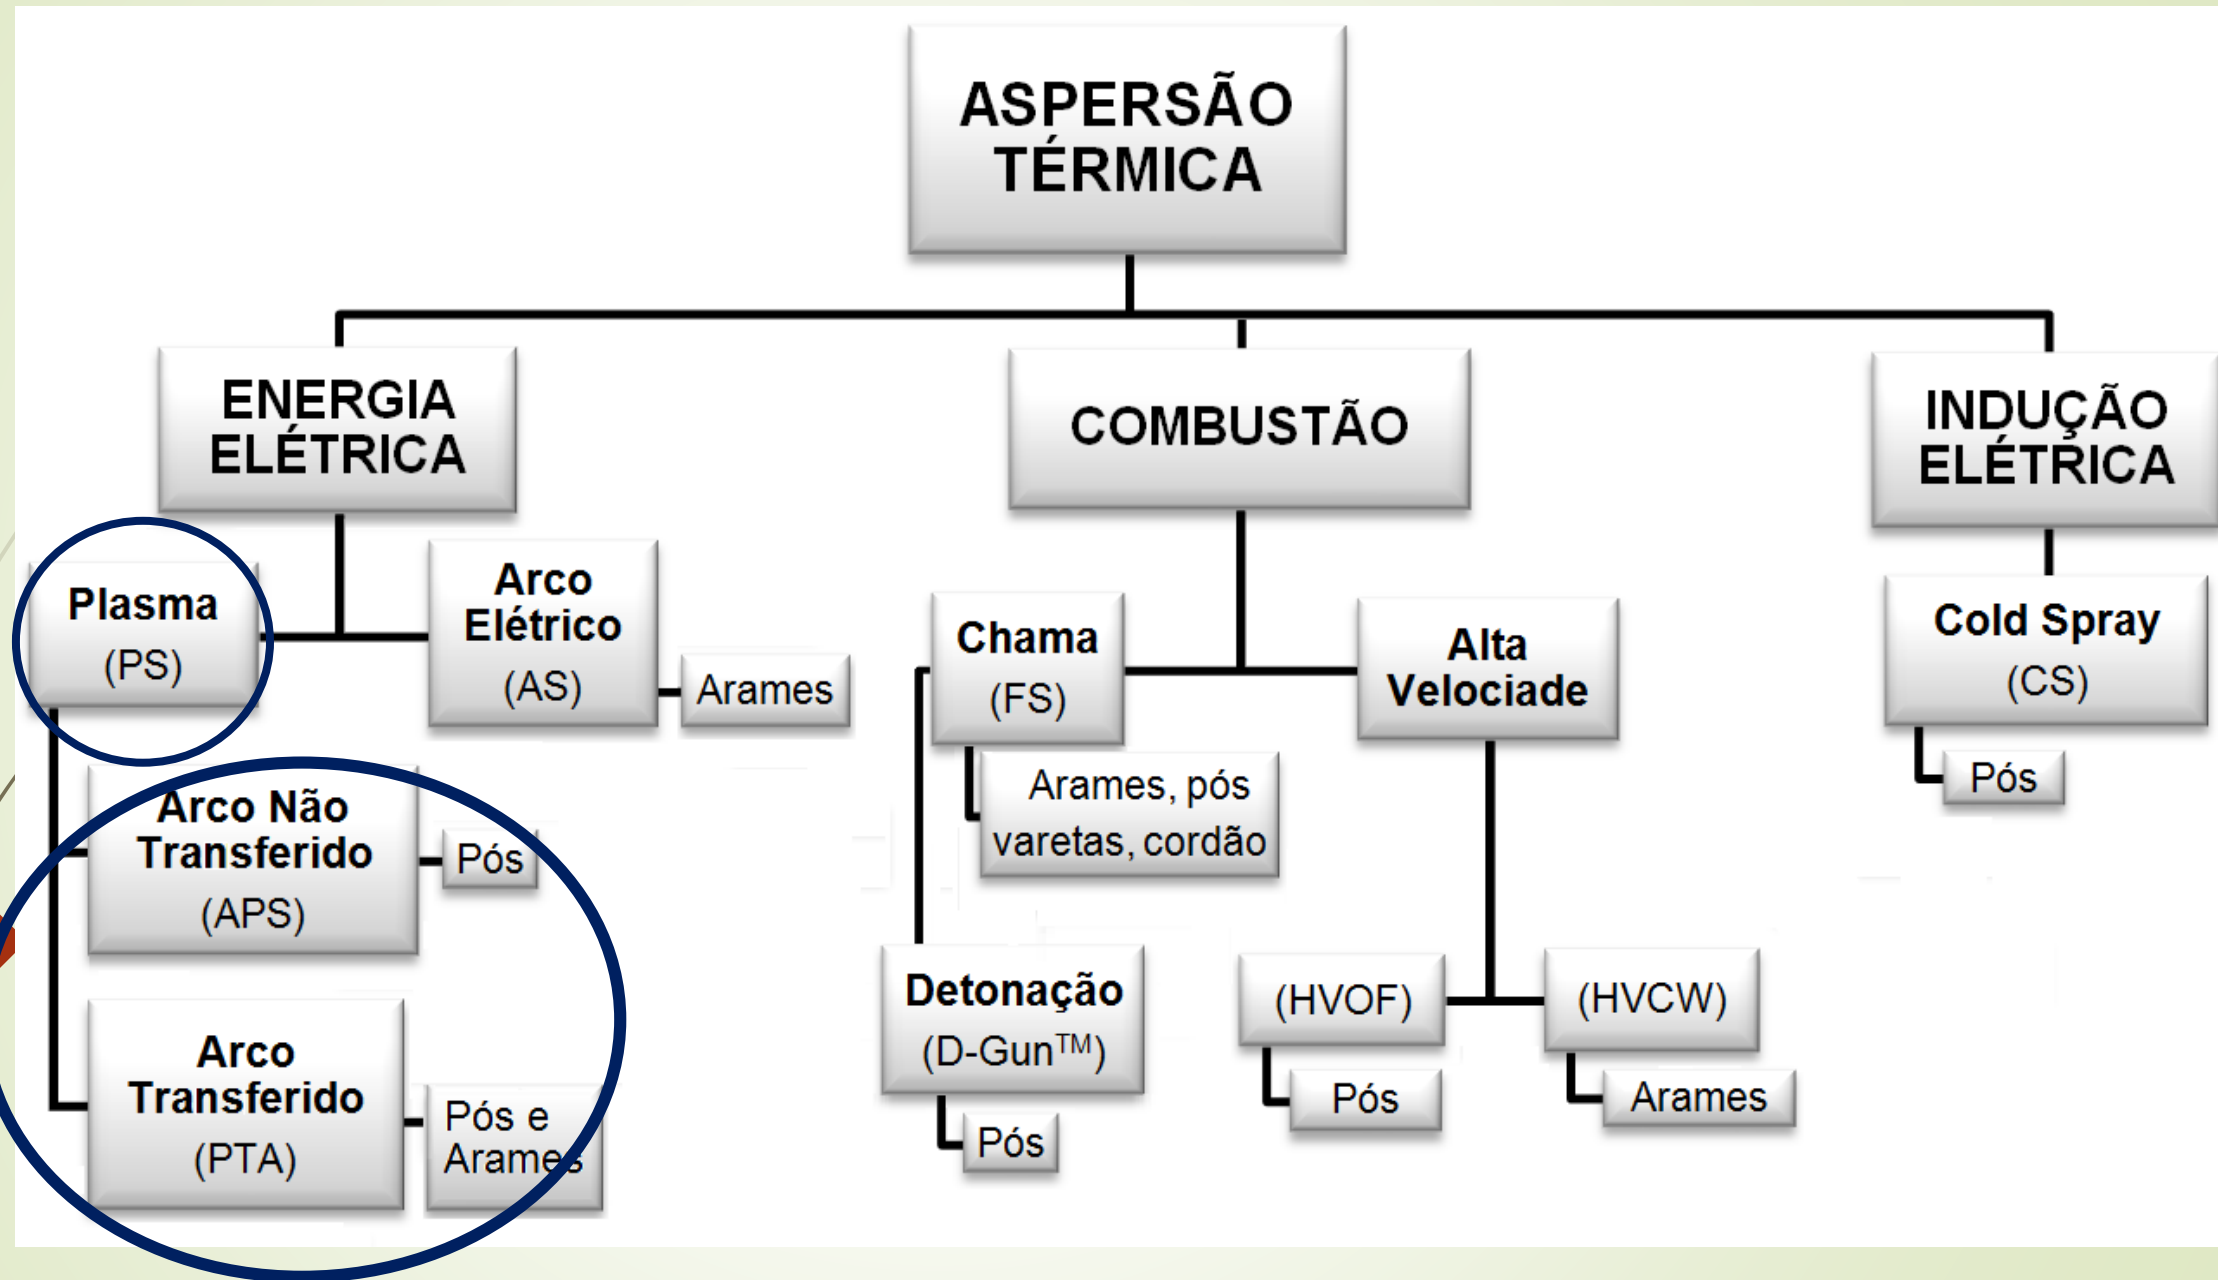 ASPERSÃO
TÉRMICA
ENERGIA
ELÉTRICA
COMBUSTÃO
INDUÇÃO
ELÉTRICA
Plasma
(PS)
Arco
Elétrico
(AS)
Arames
Arco Não
Transferido
(APS)
Pós
Arco
Transferido
(PTA)
Pós e
Arames
Chama
(FS)
Arames, pós
varetas, cordão
Detonação
(D-Gun™)
Pós
Alta
Velociade
(HVOF)
Pós
(HVCW)
Arames
Cold Spray
(CS)
Pós